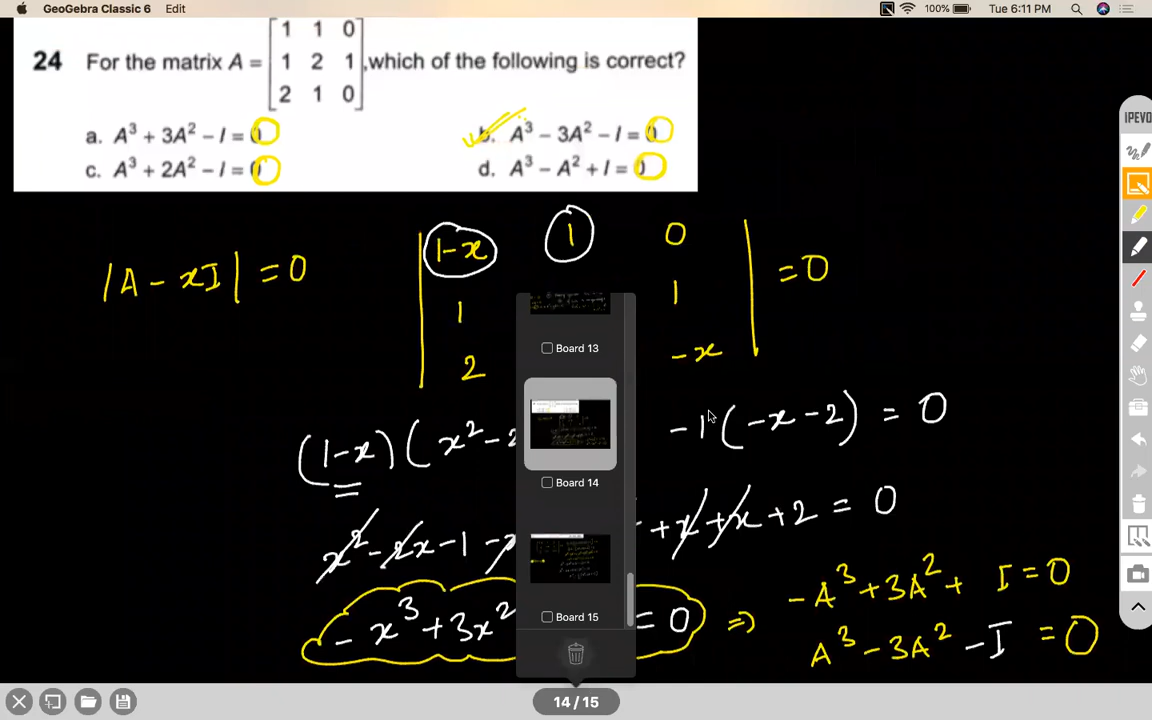 GeoGebra Classic 6 Edit 100% Tue 6:11 PM
1 1 0
24 For the matrix A = 1 2 1 ,which of the following is correct?
2 1 0
a. A³ + 3A² – I = 0 b. A³ – 3A² – I = 0
c. A³ + 2A² – I = 0 d. A³ – A² + I = 0
IPEVO
1-x 1 0
|A - xI| = 0 = 0
1 1
2 -x
Board 13
(1-x)(x²-2 -1(-x-2) = 0
Board 14
x²-2x-1 +x+x+2 = 0
-A³+3A²+ I=0
Board 15
-x³+3x² =0 ⇒
A³-3A²-I =0
14 / 15